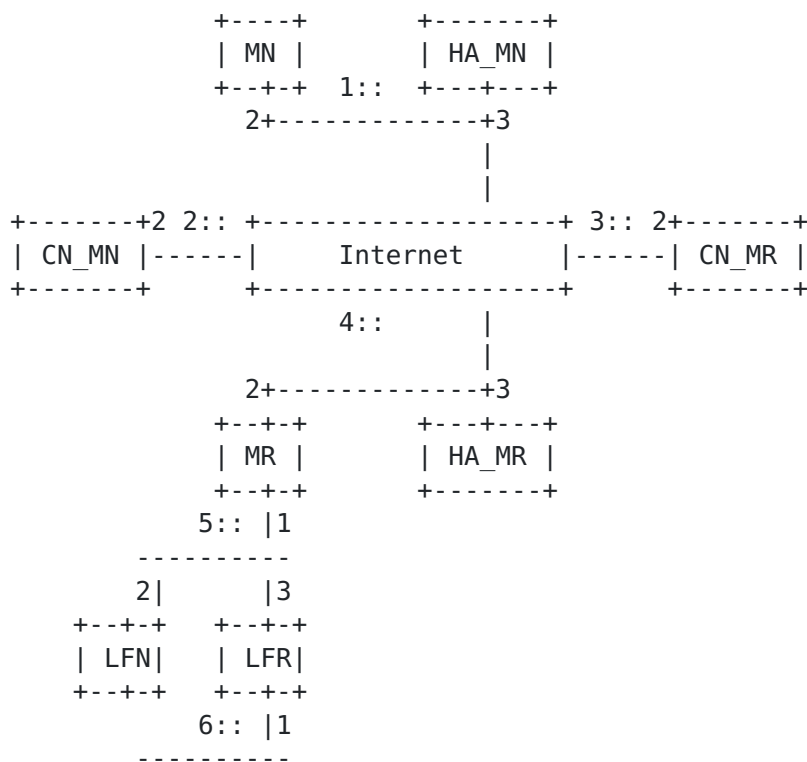 +----+       +-------+
              | MN |       | HA_MN |
              +--+-+  1::  +---+---+
                2+-------------+3
                               |
                               |
+-------+2 2:: +-------------------+ 3:: 2+-------+
| CN_MN |------|     Internet      |------| CN_MR |
+-------+      +-------------------+      +-------+
                      4::      |
                               |
                2+-------------+3
              +--+-+       +---+---+
              | MR |       | HA_MR |
              +--+-+       +-------+
             5:: |1
         ----------
         2|      |3
     +--+-+   +--+-+
     | LFN|   | LFR|
     +--+-+   +--+-+
             6:: |1
         ----------